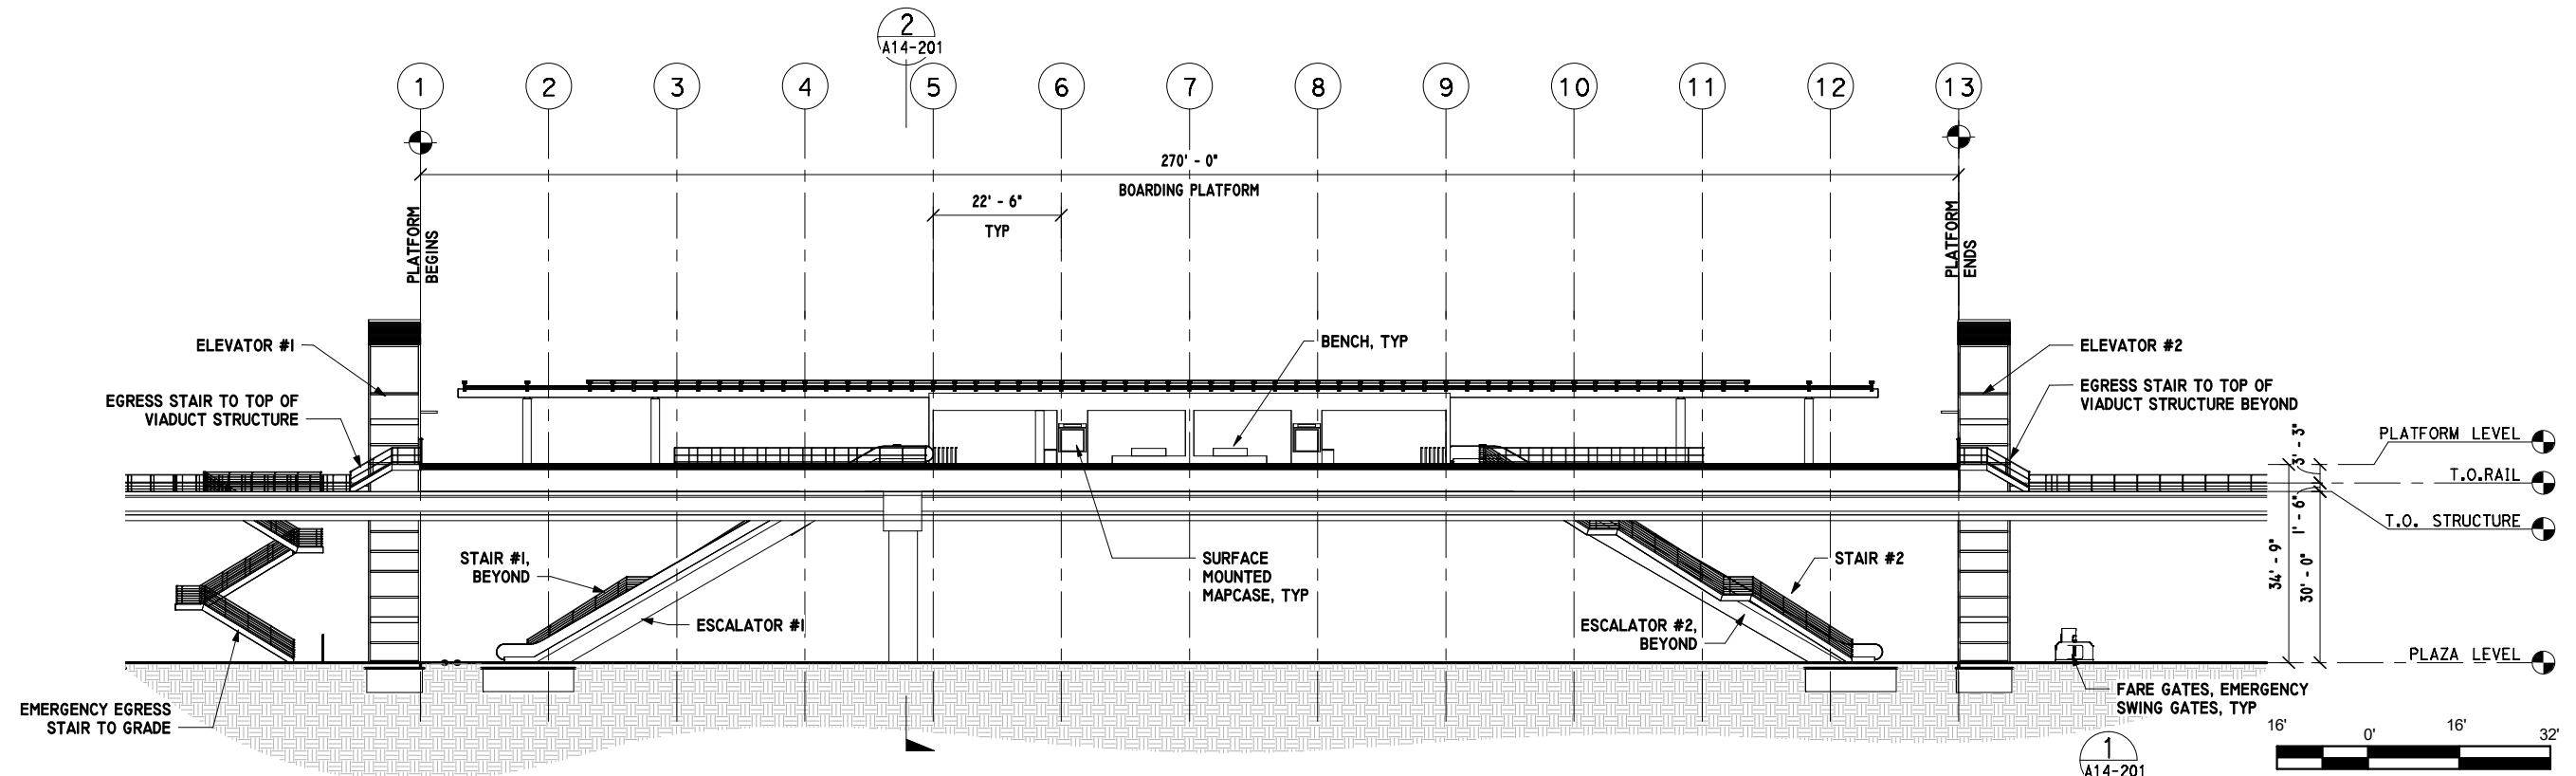 2
A14-201
1
2
3
4
5
6
7
8
9
10
11
12
13
270' - 0"
BOARDING PLATFORM
22' - 6"
TYP
PLATFORM
BEGINS
PLATFORM
ENDS
ELEVATOR #1
BENCH, TYP
ELEVATOR #2
EGRESS STAIR TO TOP OF
VIADUCT STRUCTURE
EGRESS STAIR TO TOP OF
VIADUCT STRUCTURE BEYOND
PLATFORM LEVEL
3' - 3"
T.O.RAIL
1' - 6"
T.O. STRUCTURE
34' - 9"
30' - 0"
STAIR #1,
BEYOND
SURFACE
MOUNTED
MAPCASE, TYP
STAIR #2
ESCALATOR #1
ESCALATOR #2,
BEYOND
PLAZA LEVEL
EMERGENCY EGRESS
STAIR TO GRADE
FARE GATES, EMERGENCY
SWING GATES, TYP
1
A14-201
16' 0' 16' 32'